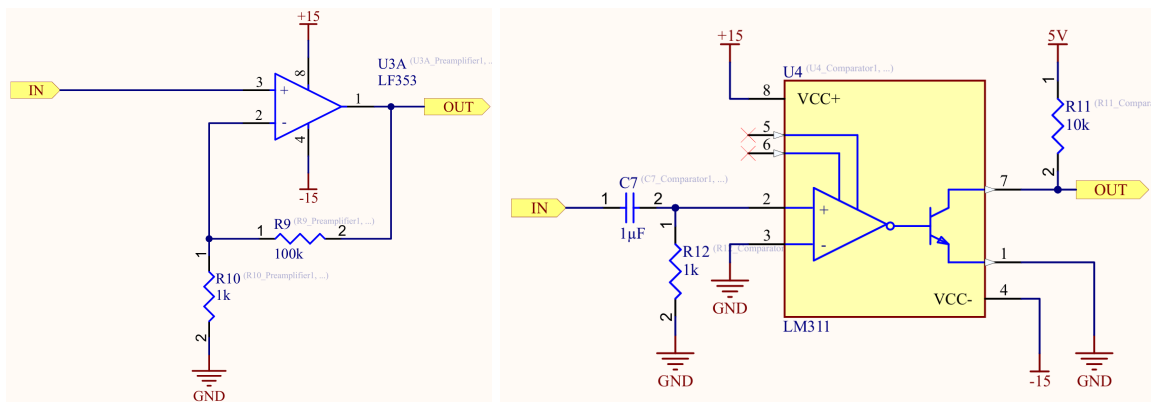 +15
IN
3
+
8
1
U3A (U3A_Preamplifier1, ..
LF353
OUT
2
-
4
-15
R9 (R9_Preamplifier1, ...)
1
2
100k
1
R10 (R10_Preamplifier1, ...)
1k
2
GND
+15
5V
U4 (U4_Comparator1, ...)
8
VCC+
1
R11 (R11_Compar
10k
2
5
6
7
OUT
C7 (C7_Comparator1, ...)
IN
1
2
1µF
2
+
3
-
1
R12
1k
2
GND
GND
1
4
VCC-
LM311
-15
GND